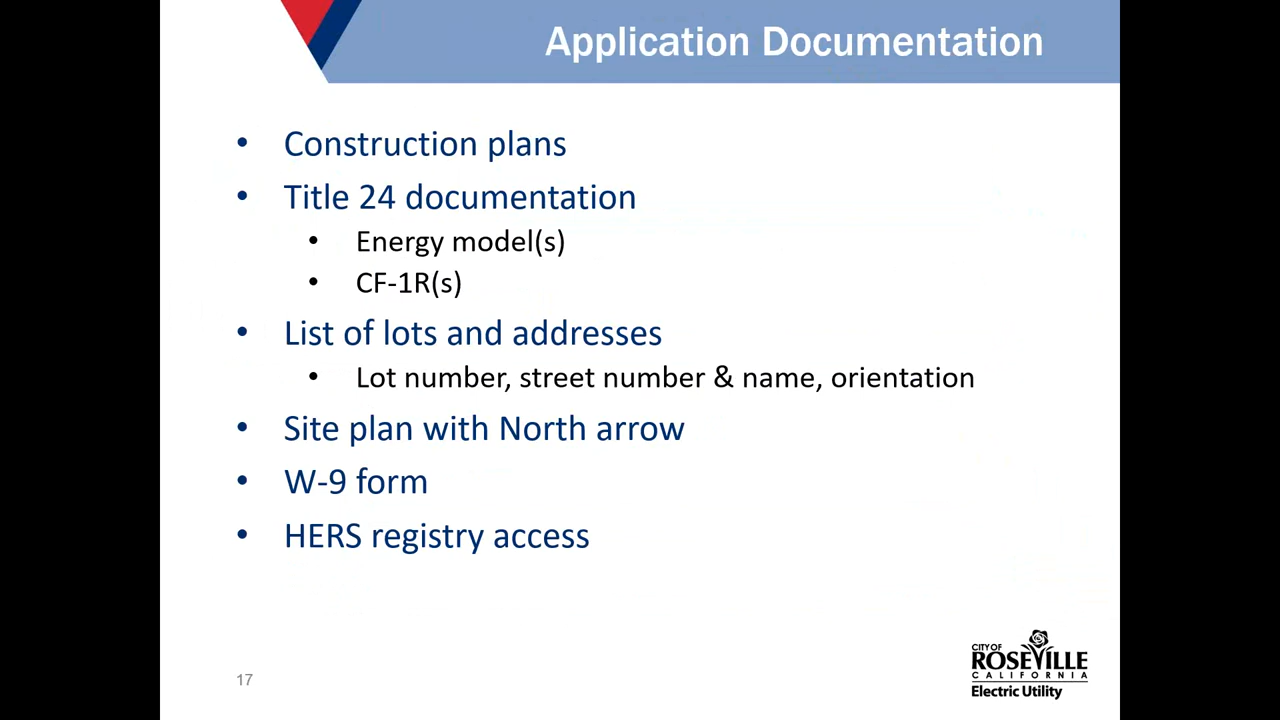 Application Documentation
• Construction plans
• Title 24 documentation
• Energy model(s)
• CF-1R(s)
• List of lots and addresses
• Lot number, street number & name, orientation
• Site plan with North arrow
• W-9 form
• HERS registry access
17
CITY OF
ROSEVILLE
CALIFORNIA
Electric Utility